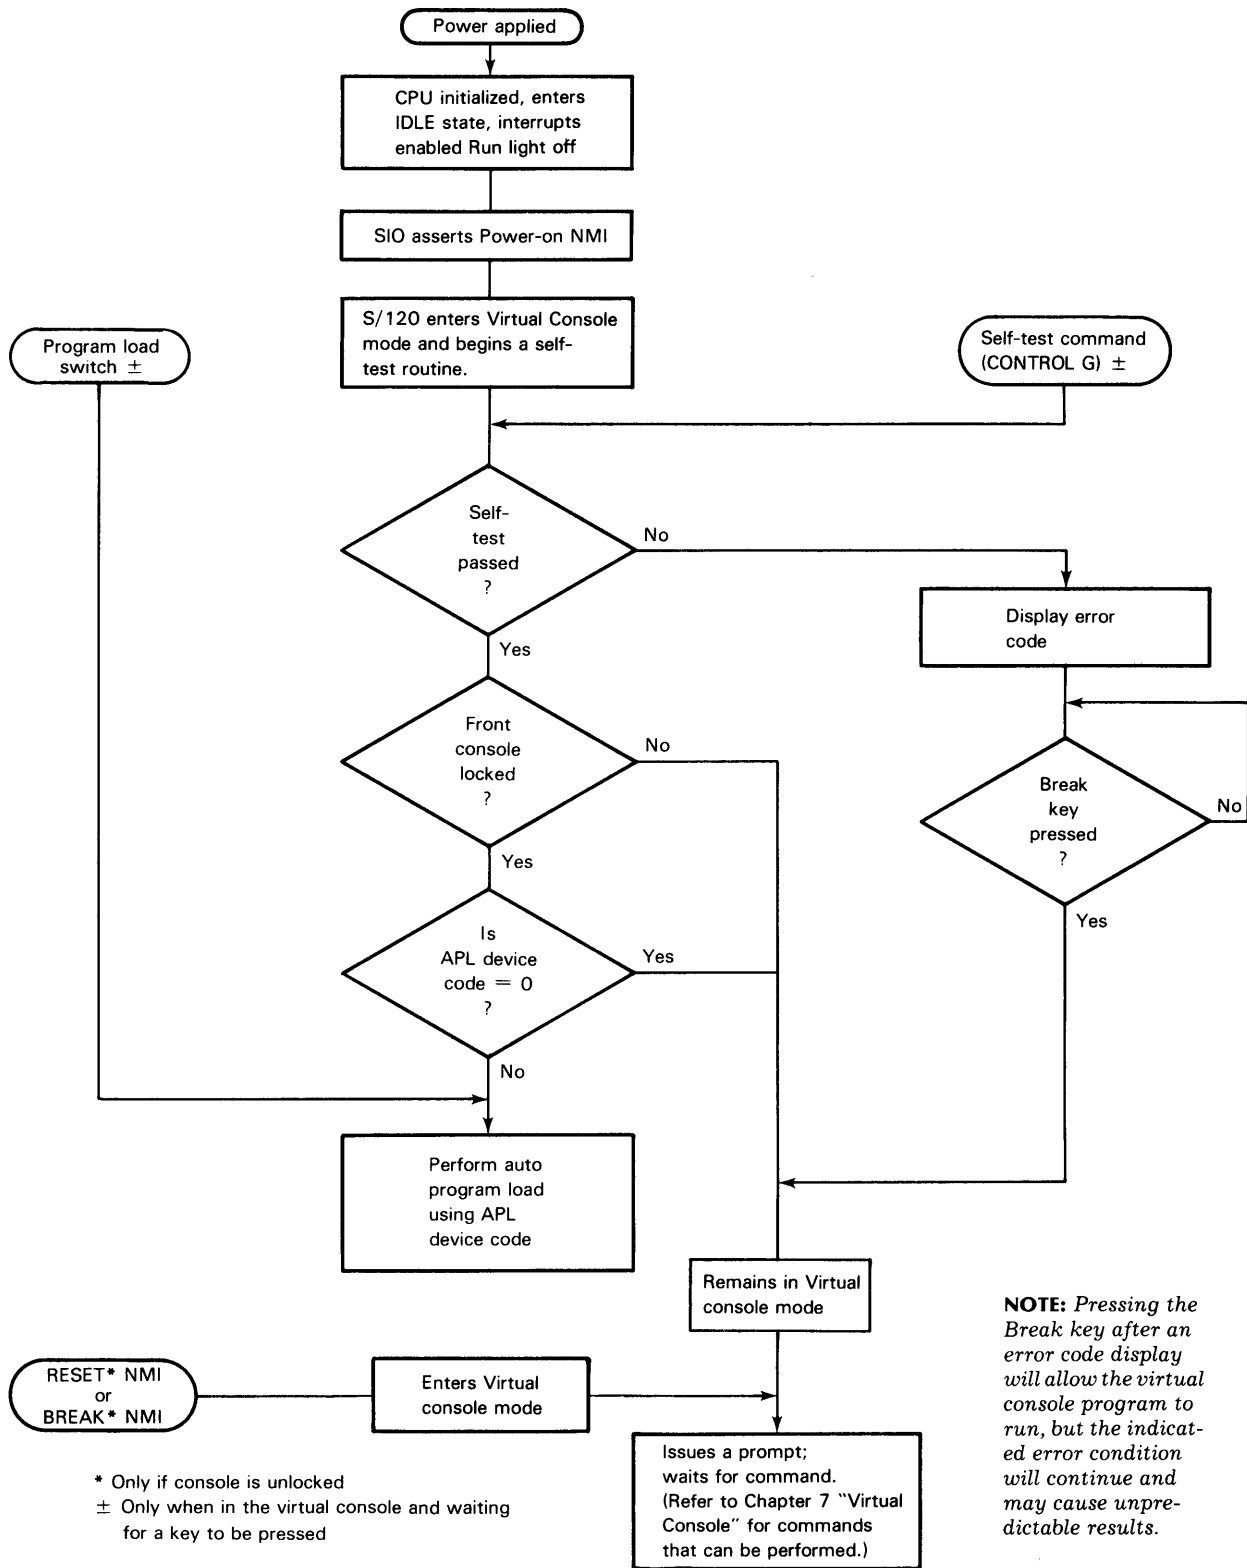 Power applied
CPU initialized, enters
IDLE state, interrupts
enabled Run light off
SIO asserts Power-on NMI
S/120 enters Virtual Console
mode and begins a self-
test routine.
Program load
switch ±
Self-test command
(CONTROL G) ±
Self-
test
passed
?
No
Yes
Display error
code
Front
console
locked
?
No
Yes
Break
key
pressed
?
No
Yes
Is
APL device
code = 0
?
Yes
No
Perform auto
program load
using APL
device code
Remains in Virtual
console mode
RESET* NMI
or
BREAK* NMI
Enters Virtual
console mode
Issues a prompt;
waits for command.
(Refer to Chapter 7 "Virtual
Console" for commands
that can be performed.)
* Only if console is unlocked
± Only when in the virtual console and waiting
for a key to be pressed
NOTE: Pressing the
Break key after an
error code display
will allow the virtual
console program to
run, but the indicat-
ed error condition
will continue and
may cause unpre-
dictable results.